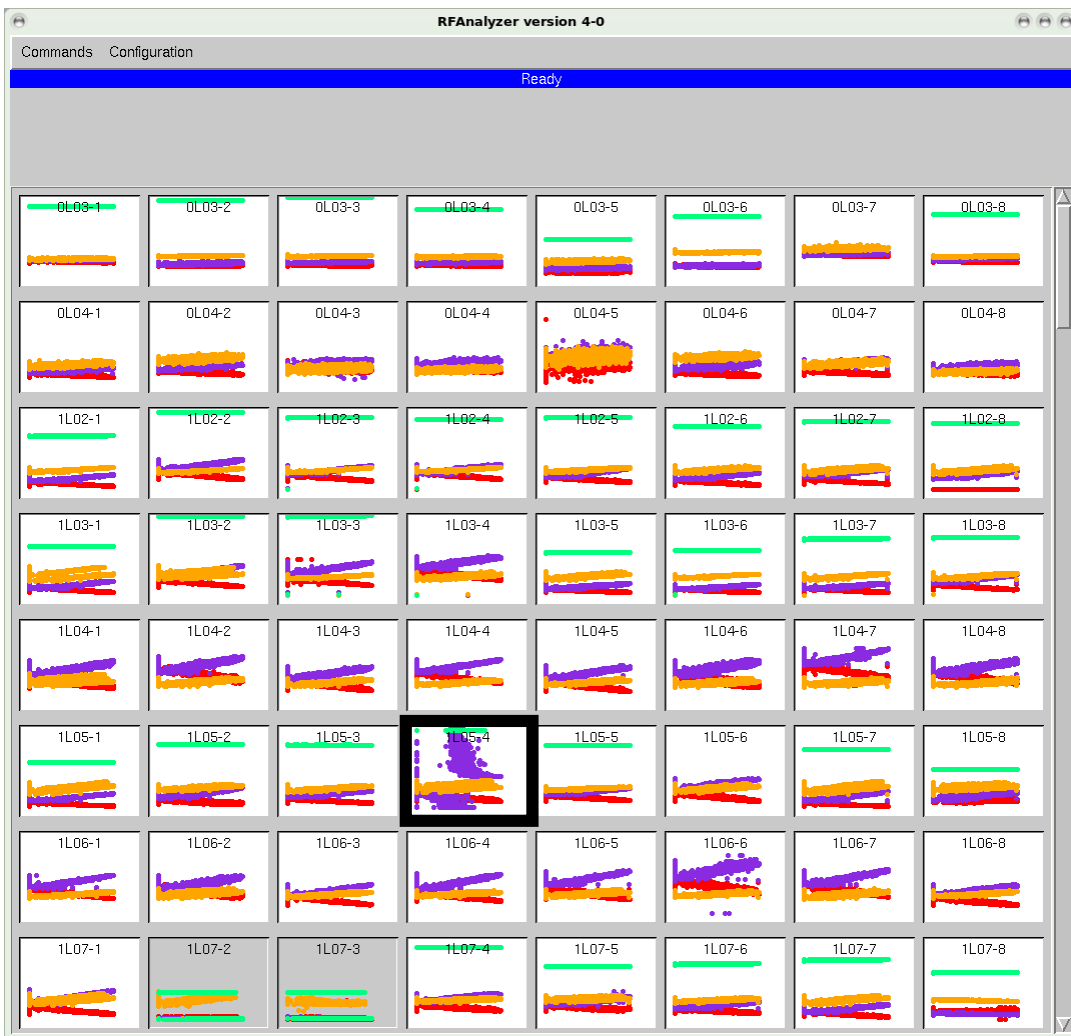 RFAnalyzer version 4-0
Commands Configuration
Ready
0L03-1 0L03-2 0L03-3 0L03-4 0L03-5 0L03-6 0L03-7 0L03-8
0L04-1 0L04-2 0L04-3 0L04-4 0L04-5 0L04-6 0L04-7 0L04-8
1L02-1 1L02-2 1L02-3 1L02-4 1L02-5 1L02-6 1L02-7 1L02-8
1L03-1 1L03-2 1L03-3 1L03-4 1L03-5 1L03-6 1L03-7 1L03-8
1L04-1 1L04-2 1L04-3 1L04-4 1L04-5 1L04-6 1L04-7 1L04-8
1L05-1 1L05-2 1L05-3 1L05-4 1L05-5 1L05-6 1L05-7 1L05-8
1L06-1 1L06-2 1L06-3 1L06-4 1L06-5 1L06-6 1L06-7 1L06-8
1L07-1 1L07-2 1L07-3 1L07-4 1L07-5 1L07-6 1L07-7 1L07-8